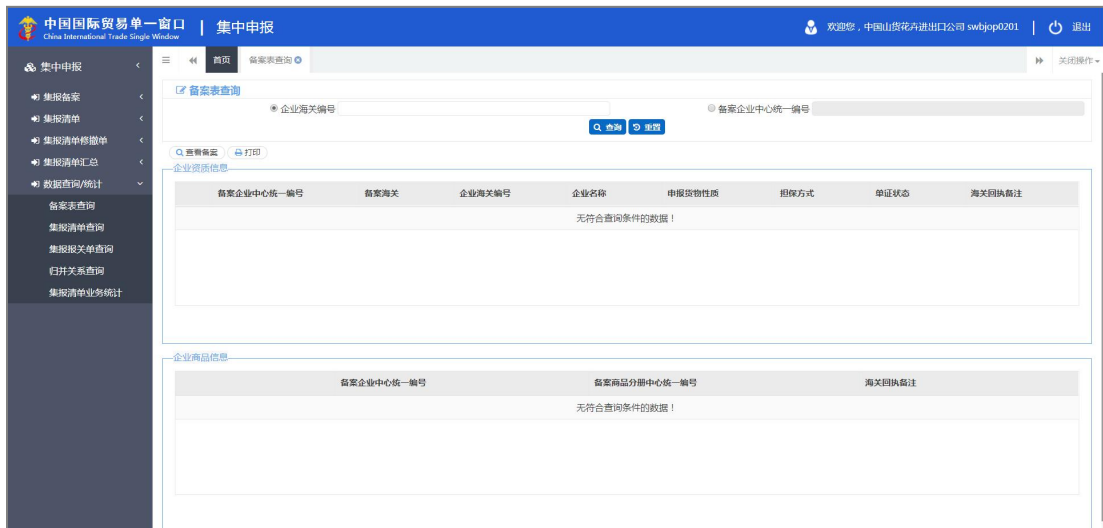 中国国际贸易单一窗口 | 集中申报
China International Trade Single Window
欢迎您，中国山货花卉进出口公司 swbjop0201 | 退出
集中申报
首页 备案表查询 关闭操作
集报备案
集报清单
集报清单修撤单
集报清单汇总
数据查询/统计
备案表查询
集报清单查询
集报报关单查询
归并关系查询
集报清单业务统计
备案表查询
企业海关编号 备案企业中心统一编号
查询 重置
查看备案 打印
企业资质信息
备案企业中心统一编号 备案海关 企业海关编号 企业名称 申报货物性质 担保方式 单证状态 海关回执备注
无符合查询条件的数据！
企业商品信息
备案企业中心统一编号 备案商品分册中心统一编号 海关回执备注
无符合查询条件的数据！